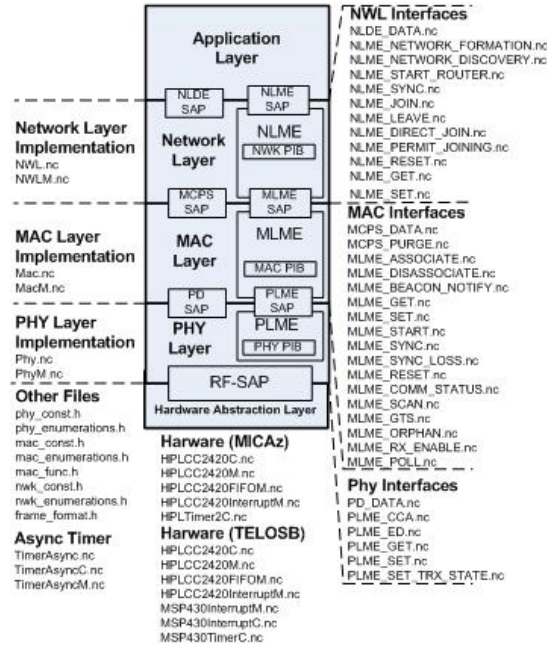 Application
Layer
NLDE
SAP
NLME
SAP
Network
Layer
NLME
NWK PIB
MCPS
SAP
MLME
SAP
MAC
Layer
MLME
MAC PIB
PD
SAP
PLME
SAP
PHY
Layer
PLME
PHY PIB
RF-SAP
Hardware Abstraction Layer
Network Layer
Implementation
NWL.nc
NWLM.nc
MAC Layer
Implementation
Mac.nc
MacM.nc
PHY Layer
Implementation
Phy.nc
PhyM.nc
Other Files
phy_const.h
phy_enumerations.h
mac_const.h
mac_enumerations.h
mac_func.h
nwk_const.h
nwk_enumerations.h
frame_format.h
Async Timer
TimerAsync.nc
TimerAsyncC.nc
TimerAsyncM.nc
Harware (MICAz)
HPLCC2420C.nc
HPLCC2420M.nc
HPLCC2420FIFOM.nc
HPLCC2420InterruptM.nc
HPLTimer2C.nc
Harware (TELOSB)
HPLCC2420C.nc
HPLCC2420M.nc
HPLCC2420FIFOM.nc
HPLCC2420InterruptM.nc
MSP430InterruptM.nc
MSP430InterruptC.nc
MSP430TimerC.nc
NWL Interfaces
NLDE_DATA.nc
NLME_NETWORK_FORMATION.nc
NLME_NETWORK_DISCOVERY.nc
NLME_START_ROUTER.nc
NLME_SYNC.nc
NLME_JOIN.nc
NLME_LEAVE.nc
NLME_DIRECT_JOIN.nc
NLME_PERMIT_JOINING.nc
NLME_RESET.nc
NLME_GET.nc
NLME_SET.nc
MAC Interfaces
MCPS_DATA.nc
MCPS_PURGE.nc
MLME_ASSOCIATE.nc
MLME_DISASSOCIATE.nc
MLME_BEACON_NOTIFY.nc
MLME_GET.nc
MLME_SET.nc
MLME_START.nc
MLME_SYNC.nc
MLME_SYNC_LOSS.nc
MLME_RESET.nc
MLME_COMM_STATUS.nc
MLME_SCAN.nc
MLME_GTS.nc
MLME_ORPHAN.nc
MLME_RX_ENABLE.nc
MLME_POLL.nc
Phy Interfaces
PD_DATA.nc
PLME_CCA.nc
PLME_ED.nc
PLME_GET.nc
PLME_SET.nc
PLME_SET_TRX_STATE.nc